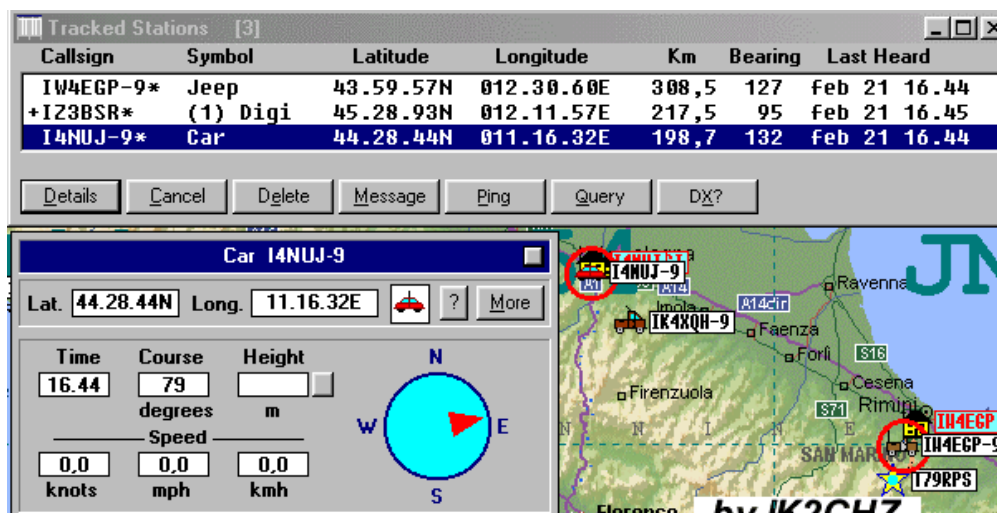 Tracked Stations [3]
Callsign Symbol Latitude Longitude Km Bearing Last Heard
IW4EGP-9* Jeep 43.59.57N 012.30.60E 308,5 127 feb 21 16.44
+IZ3BSR* (1) Digi 45.28.93N 012.11.57E 217,5 95 feb 21 16.45
I4NUJ-9* Car 44.28.44N 011.16.32E 198,7 132 feb 21 16.44
Details Cancel Delete Message Ping Query DX?
Car I4NUJ-9
Lat. 44.28.44N Long. 11.16.32E ? More
Time Course Height
16.44 79
degrees m
Speed
0,0 0,0 0,0
knots mph kmh
N
W E
S
JN
I4NUJ-9
A1 A14
Imola
A14dir
Ravenna
IK4XQH-9
Faenza
Forlì
S16
Cesena
Firenzuola
S71
Rimini
IW4EGP
N N I N E
SAN MARINO
IW4EGP-9
T79RPS
Florence
by IK2CHZ